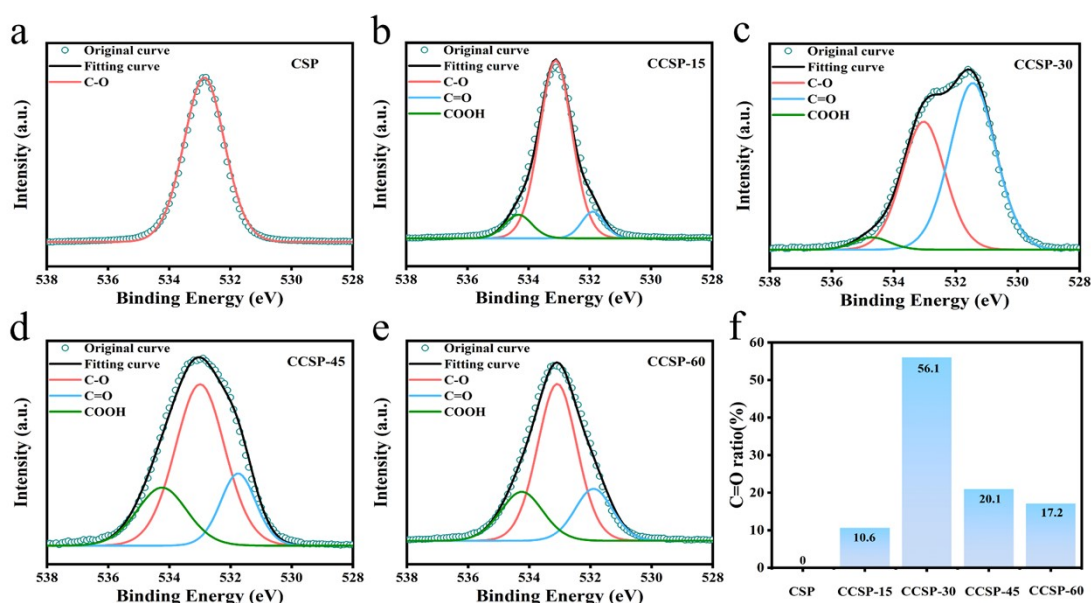 a
Original curve
Fitting curve
C-O
CSP
Intensity (a.u.)
538 536 534 532 530 528
Binding Energy (eV)
b
Original curve
Fitting curve
C-O
C=O
COOH
CCSP-15
Intensity (a.u.)
538 536 534 532 530 528
Binding Energy (eV)
c
Original curve
Fitting curve
C-O
C=O
COOH
CCSP-30
Intensity (a.u.)
538 536 534 532 530 528
Binding Energy (eV)
d
Original curve
Fitting curve
C-O
C=O
COOH
CCSP-45
Intensity (a.u.)
538 536 534 532 530 528
Binding Energy (eV)
e
Original curve
Fitting curve
C-O
C=O
COOH
CCSP-60
Intensity (a.u.)
538 536 534 532 530 528
Binding Energy (eV)
f
C=O ratio(%)
60
50
40
30
20
10
0
0
10.6
56.1
20.1
17.2
CSP CCSP-15 CCSP-30 CCSP-45 CCSP-60